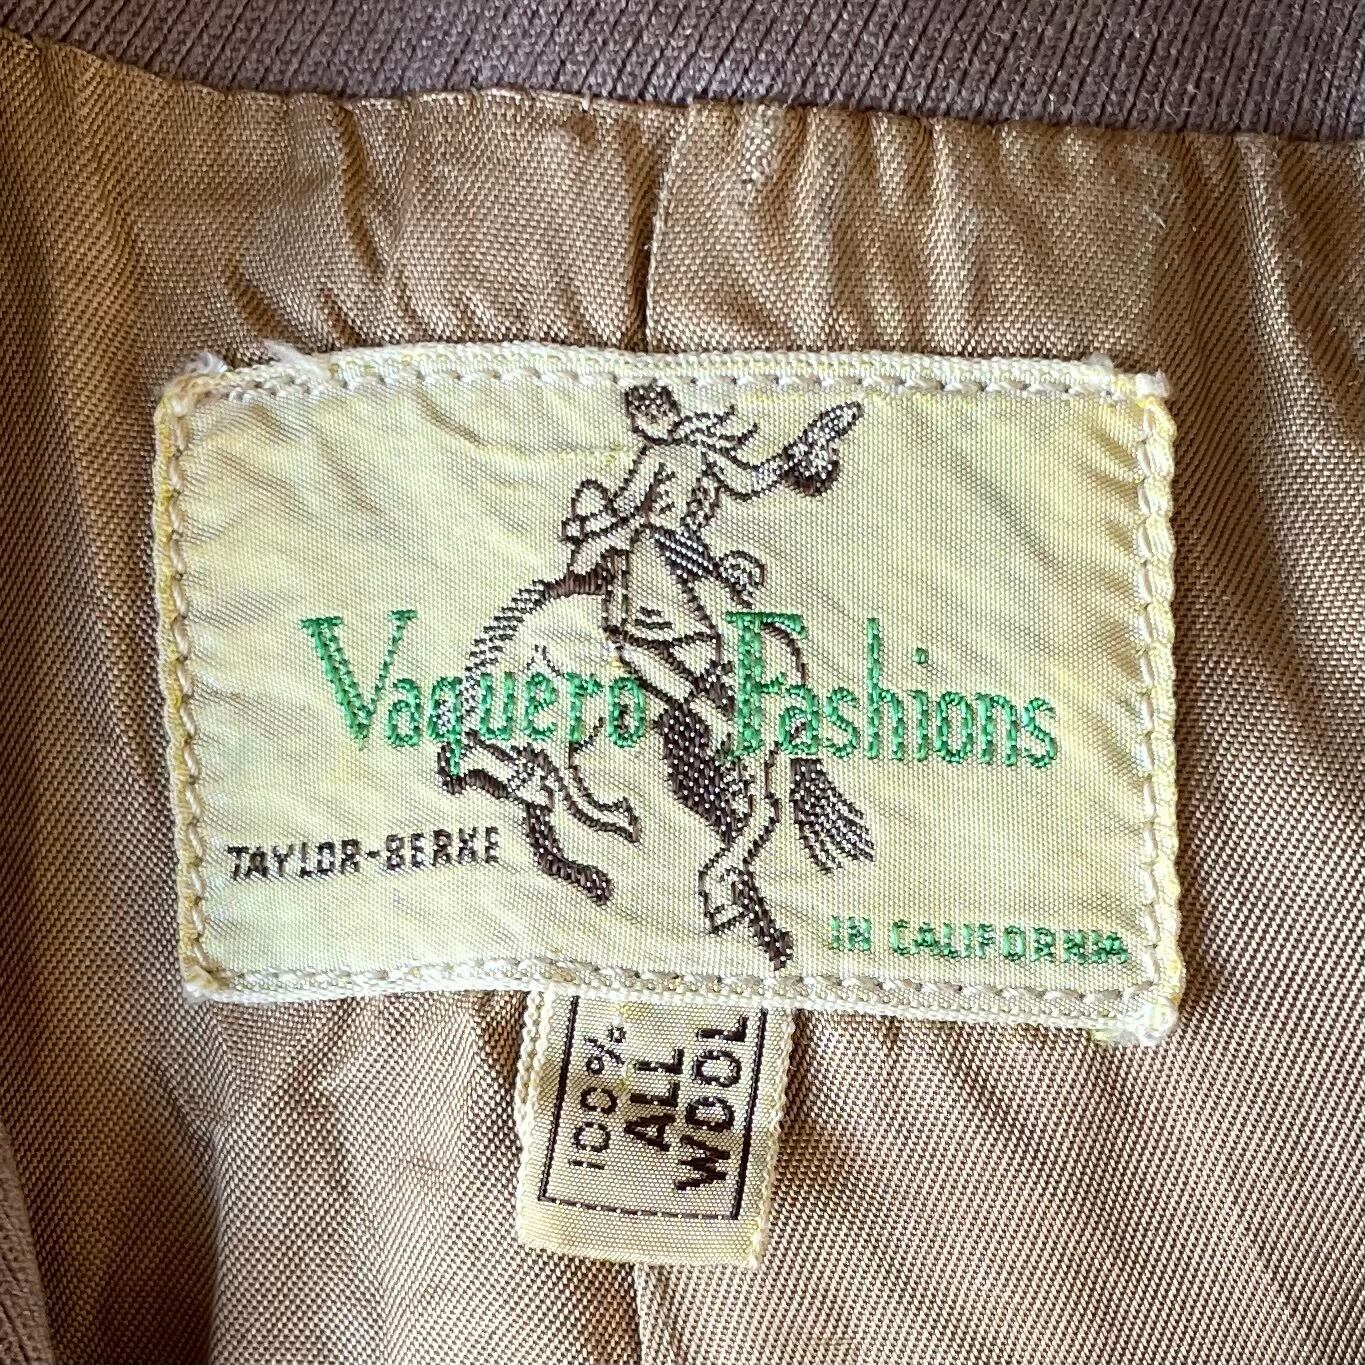 Vaquero Fashions
TAYLOR-BERKE
IN CALIFORNIA
100%
ALL
WOOL